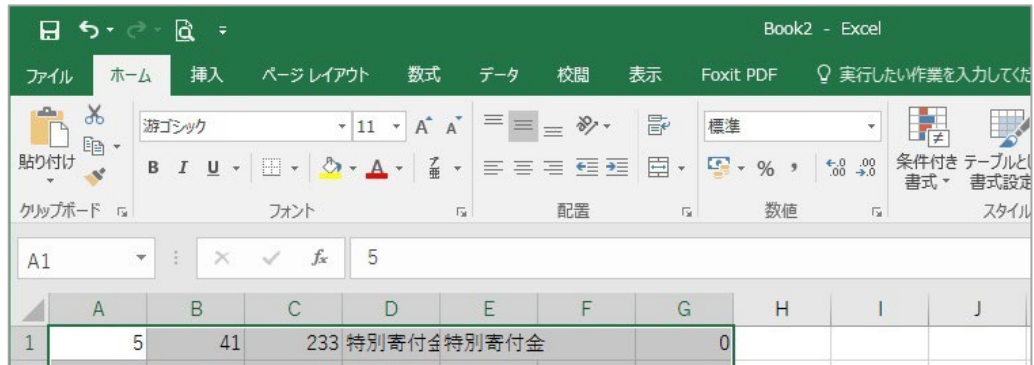 Book2 - Excel
ファイル ホーム 挿入 ページ レイアウト 数式 データ 校閲 表示 Foxit PDF 実行したい作業を入力してくだ
游ゴシック 11 A A 標準
貼り付け B I U A % , 条件付き書式 テーブルとし書式設定
クリップボード フォント 配置 数値 スタイル
A1 fx 5
A B C D E F G H I J
1 5 41 233 特別寄付金 特別寄付金 0